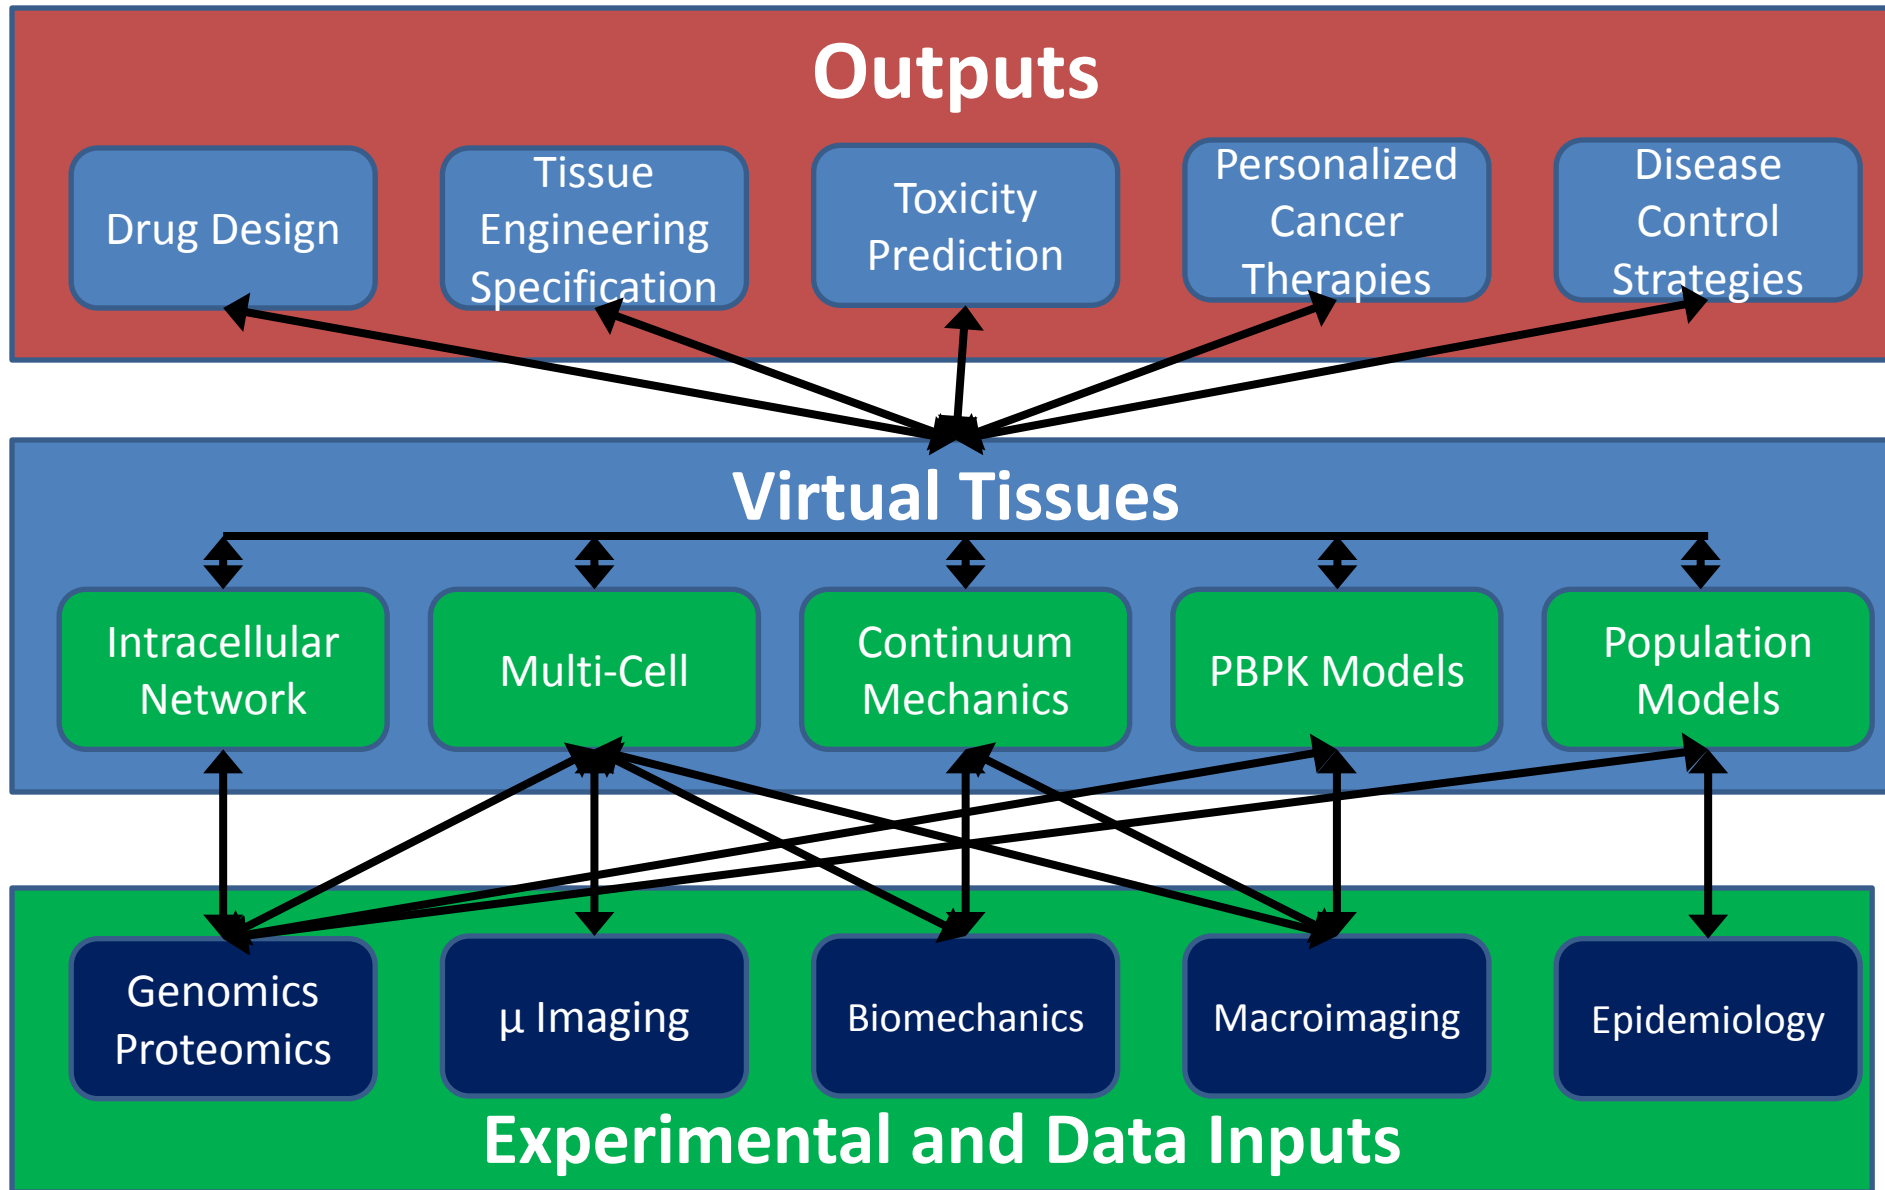 Outputs
Drug Design
Tissue
Engineering
Specification
Toxicity
Prediction
Personalized
Cancer
Therapies
Disease
Control
Strategies
Virtual Tissues
Intracellular
Network
Multi-Cell
Continuum
Mechanics
PBPK Models
Population
Models
Genomics
Proteomics
µ Imaging
Biomechanics
Macroimaging
Epidemiology
Experimental and Data Inputs